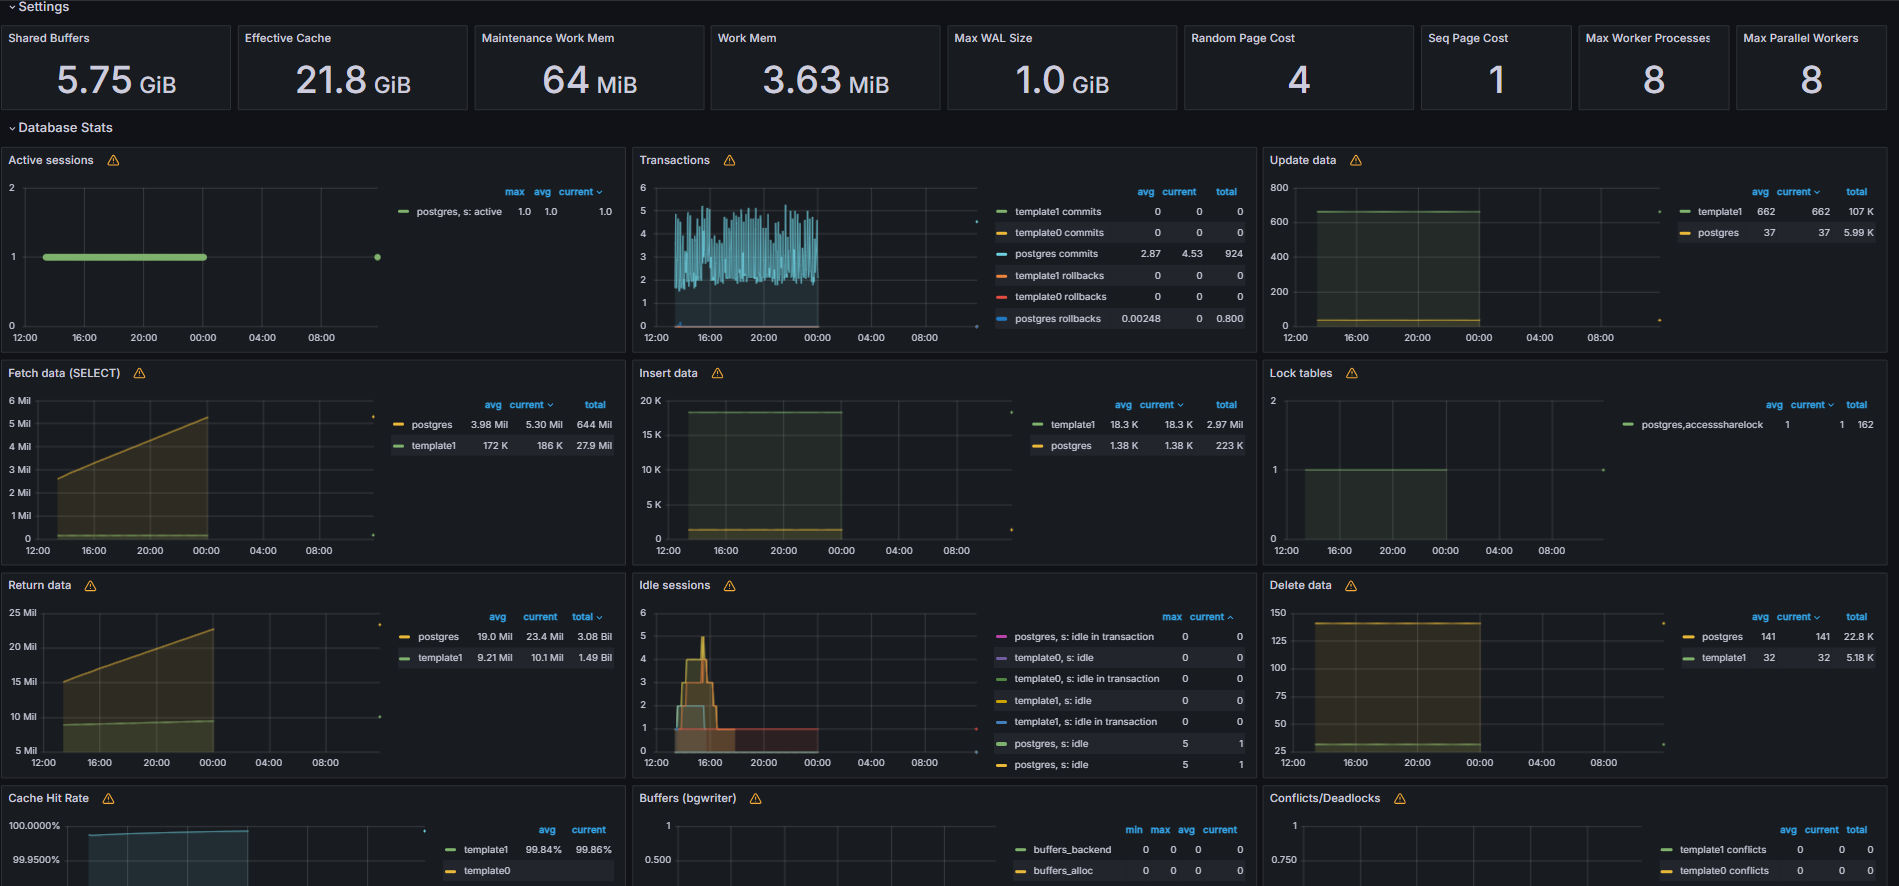 Settings
Shared Buffers
5.75 GiB
Effective Cache
21.8 GiB
Maintenance Work Mem
64 MiB
Work Mem
3.63 MiB
Max WAL Size
1.0 GiB
Random Page Cost
4
Seq Page Cost
1
Max Worker Processes
8
Max Parallel Workers
8
Database Stats
Active sessions
2
1
0
12:00 16:00 20:00 00:00 04:00 08:00
max avg current
postgres, s: active 1.0 1.0 1.0
Transactions
6
5
4
3
2
1
0
12:00 16:00 20:00 00:00 04:00 08:00
avg current total
template1 commits 0 0 0
template0 commits 0 0 0
postgres commits 2.87 4.53 924
template1 rollbacks 0 0 0
template0 rollbacks 0 0 0
postgres rollbacks 0.00248 0 0.800
Update data
800
600
400
200
0
12:00 16:00 20:00 00:00 04:00 08:00
avg current total
template1 662 662 107 K
postgres 37 37 5.99 K
Fetch data (SELECT)
6 Mil
5 Mil
4 Mil
3 Mil
2 Mil
1 Mil
0
12:00 16:00 20:00 00:00 04:00 08:00
avg current total
postgres 3.98 Mil 5.30 Mil 644 Mil
template1 172 K 186 K 27.9 Mil
Insert data
20 K
15 K
10 K
5 K
0
12:00 16:00 20:00 00:00 04:00 08:00
avg current total
template1 18.3 K 18.3 K 2.97 Mil
postgres 1.38 K 1.38 K 223 K
Lock tables
2
1
0
12:00 16:00 20:00 00:00 04:00 08:00
avg current total
postgres,accesssharelock 1 1 162
Return data
25 Mil
20 Mil
15 Mil
10 Mil
5 Mil
12:00 16:00 20:00 00:00 04:00 08:00
avg current total
postgres 19.0 Mil 23.4 Mil 3.08 Bil
template1 9.21 Mil 10.1 Mil 1.49 Bil
Idle sessions
6
5
4
3
2
1
0
12:00 16:00 20:00 00:00 04:00 08:00
max current
postgres, s: idle in transaction 0 0
template0, s: idle 0 0
template0, s: idle in transaction 0 0
template1, s: idle 0 0
template1, s: idle in transaction 0 0
postgres, s: idle 5 1
postgres, s: idle 5 1
Delete data
150
125
100
75
50
25
12:00 16:00 20:00 00:00 04:00 08:00
avg current total
postgres 141 141 22.8 K
template1 32 32 5.18 K
Cache Hit Rate
100.0000%
99.9500%
avg current
template1 99.84% 99.86%
template0
Buffers (bgwriter)
1
0.500
min max avg current
buffers_backend 0 0 0 0
buffers_alloc 0 0 0 0
Conflicts/Deadlocks
1
0.750
avg current total
template1 conflicts 0 0 0
template0 conflicts 0 0 0